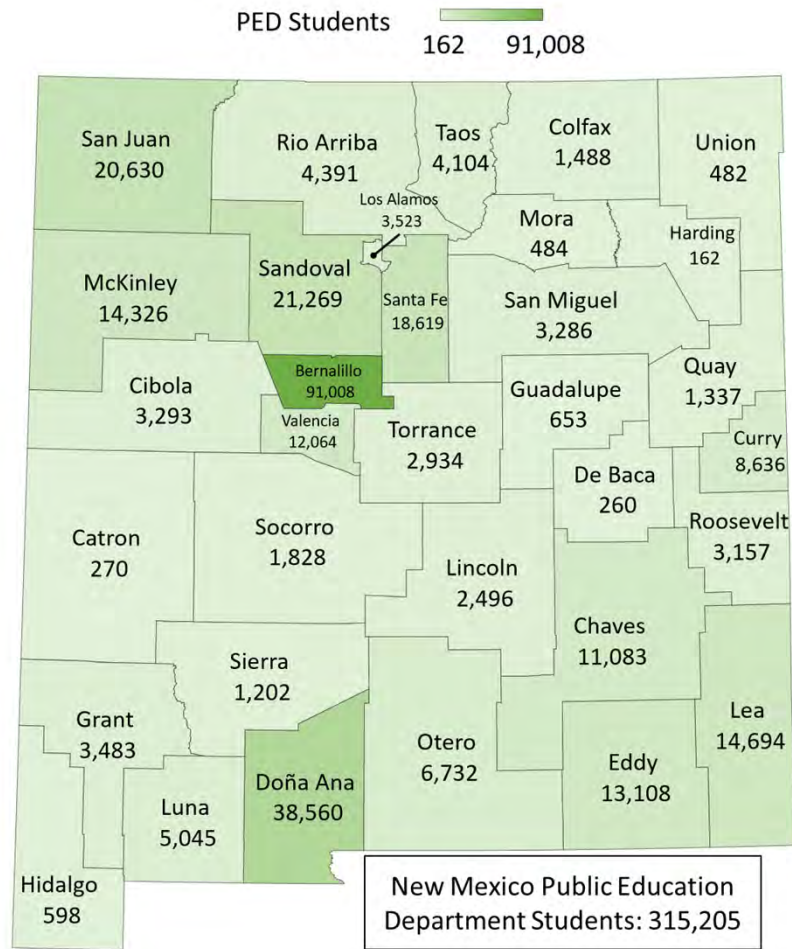 PED Students
162 91,008
San Juan
20,630
Rio Arriba
4,391
Taos
4,104
Colfax
1,488
Union
482
Los Alamos
3,523
Mora
484
Harding
162
McKinley
14,326
Sandoval
21,269
Santa Fe
18,619
San Miguel
3,286
Cibola
3,293
Bernalillo
91,008
Valencia
12,064
Torrance
2,934
Guadalupe
653
Quay
1,337
Curry
8,636
De Baca
260
Roosevelt
3,157
Catron
270
Socorro
1,828
Lincoln
2,496
Chaves
11,083
Sierra
1,202
Grant
3,483
Luna
5,045
Doña Ana
38,560
Otero
6,732
Eddy
13,108
Lea
14,694
Hidalgo
598
New Mexico Public Education
Department Students: 315,205